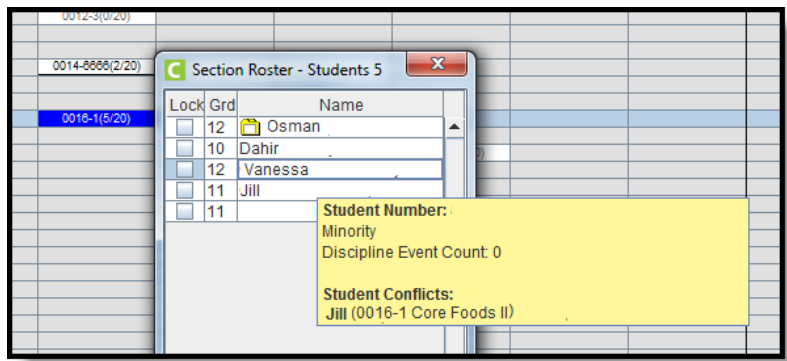 0012-3(0/20)
0014-6666(2/20)
Section Roster - Students 5
Lock Grd Name
0016-1(5/20)
12 Osman
10 Dahir
12 Vanessa
11 Jill
11
Student Number:
Minority
Discipline Event Count: 0
Student Conflicts:
Jill (0016-1 Core Foods II)